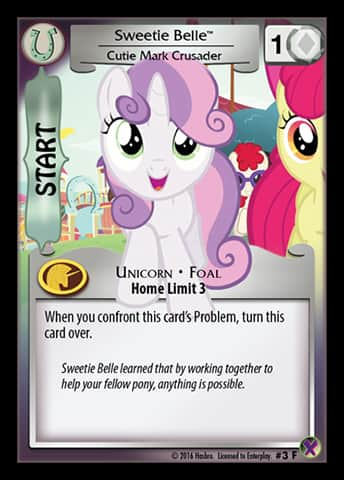 Sweetie Belle™
Cutie Mark Crusader
1
START
UNICORN • FOAL
Home Limit 3
When you confront this card's Problem, turn this
card over.
Sweetie Belle learned that by working together to
help your fellow pony, anything is possible.
© 2016 Hasbro. Licensed to Enterplay. #3 F